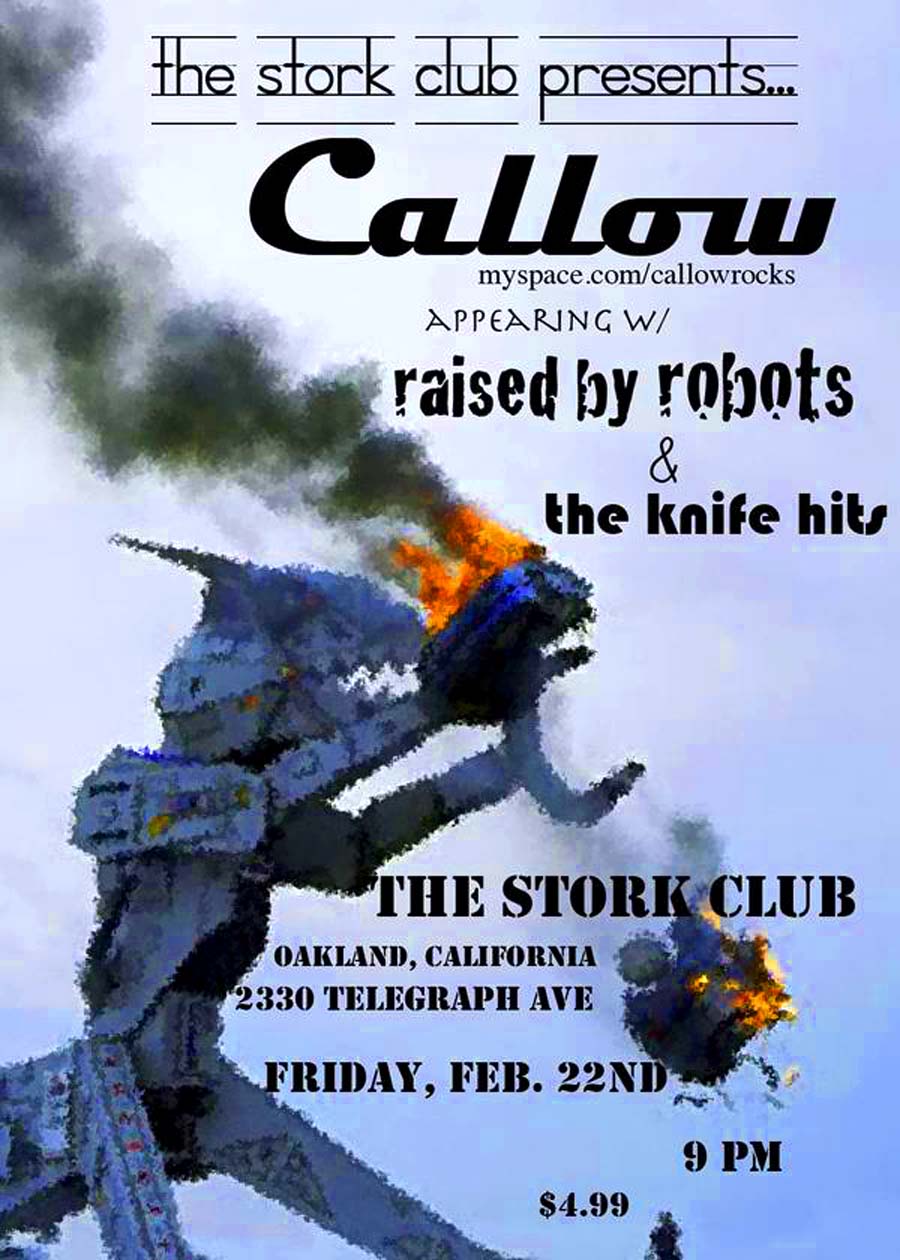 the stork club presents...
Callow
myspace.com/callowrocks
APPEARING W/
raised by robots
&
the knife hits
THE STORK CLUB
OAKLAND, CALIFORNIA
2330 TELEGRAPH AVE
FRIDAY, FEB. 22ND
9 PM
$4.99